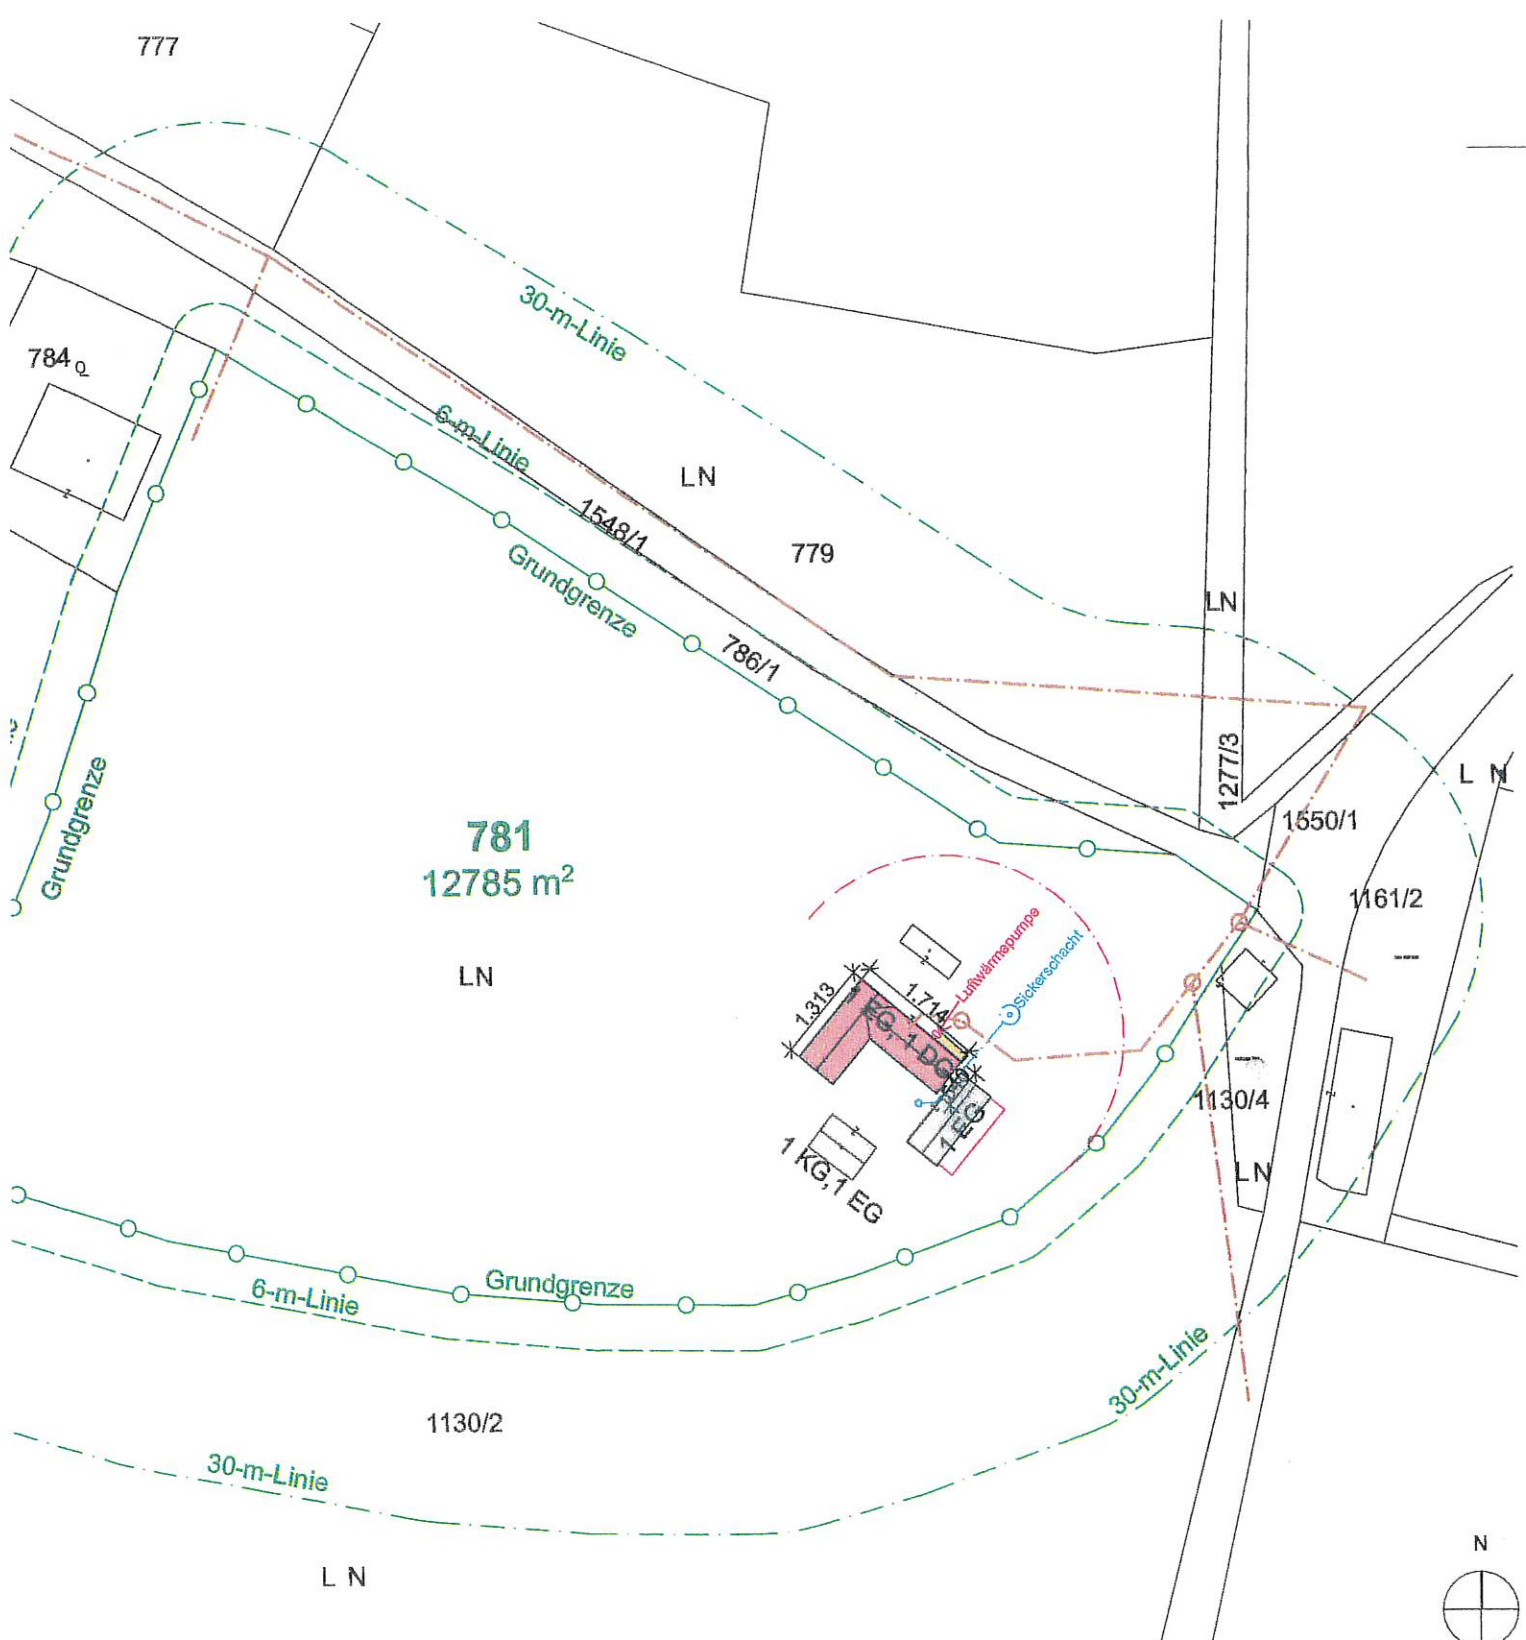 777
30-m-Linie
784
6-m-Linie
LN
1548/1
779
Grundgrenze
LN
786/1
1277/3
L N
Grundgrenze
1550/1
781
12785 m²
1161/2
LN
Luftwärmepumpe
Sickerschacht
1.313
1.714
1 EG, 1 DG
1130/4
1 EG
LN
1 KG, 1 EG
Grundgrenze
6-m-Linie
30-m-Linie
1130/2
30-m-Linie
L N
N